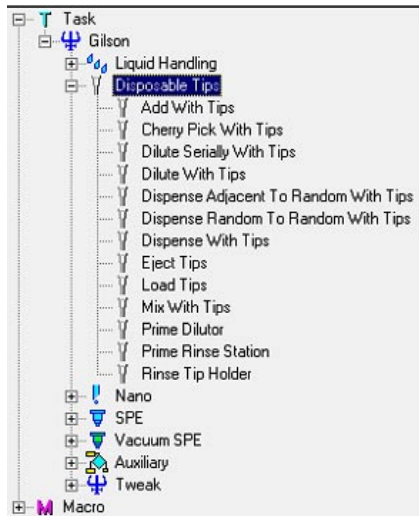 Task
Gilson
Liquid Handling
Disposable Tips
Add With Tips
Cherry Pick With Tips
Dilute Serially With Tips
Dilute With Tips
Dispense Adjacent To Random With Tips
Dispense Random To Random With Tips
Dispense With Tips
Eject Tips
Load Tips
Mix With Tips
Prime Dilutor
Prime Rinse Station
Rinse Tip Holder
Nano
SPE
Vacuum SPE
Auxiliary
Tweak
Macro